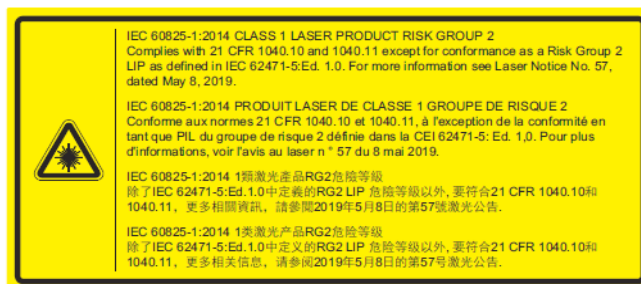 IEC 60825-1:2014 CLASS 1 LASER PRODUCT RISK GROUP 2
Complies with 21 CFR 1040.10 and 1040.11 except for conformance as a Risk Group 2
LIP as defined in IEC 62471-5:Ed. 1.0. For more information see Laser Notice No. 57,
dated May 8, 2019.
IEC 60825-1:2014 PRODUIT LASER DE CLASSE 1 GROUPE DE RISQUE 2
Conforme aux normes 21 CFR 1040.10 et 1040.11, à l'exception de la conformité en
tant que PIL du groupe de risque 2 définie dans la CEI 62471-5: Ed. 1,0. Pour plus
d'informations, voir l'avis au laser n ° 57 du 8 mai 2019.
IEC 60825-1:2014 1類激光產品RG2危險等級
除了IEC 62471-5:Ed.1.0中定義的RG2 LIP 危險等級以外, 要符合21 CFR 1040.10和
1040.11，更多相關資訊，請參閱2019年5月8日的第57號激光公告.
IEC 60825-1:2014 1类激光产品RG2危险等级
除了IEC 62471-5:Ed.1.0中定义的RG2 LIP 危险等级以外, 要符合21 CFR 1040.10和
1040.11，更多相关信息，请参阅2019年5月8日的第57号激光公告.